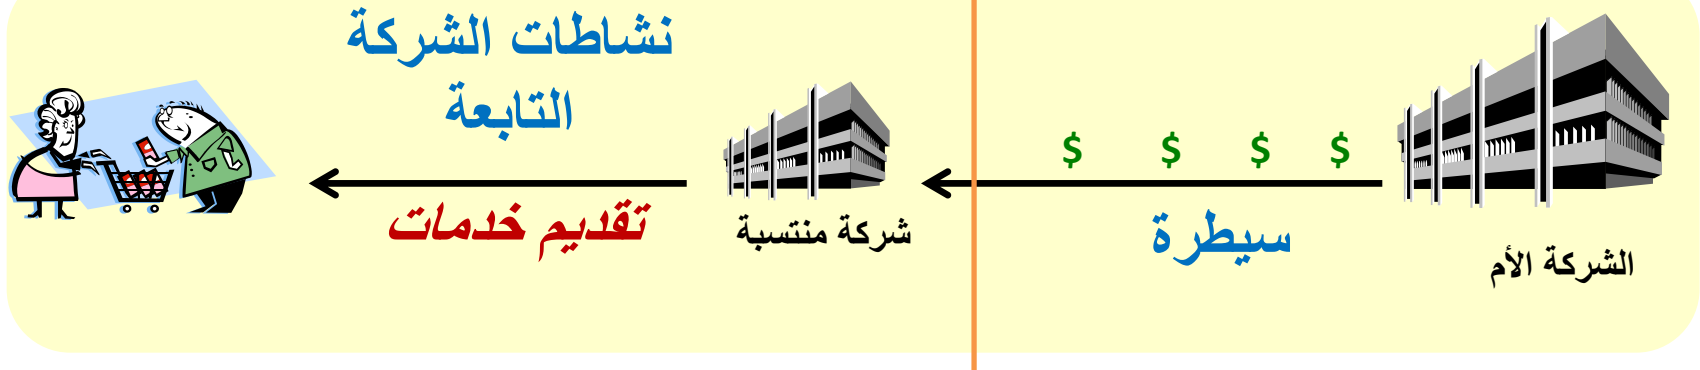 نشاطات الشركة
التابعة
$ $ $ $
تقديم خدمات
شركة منتسبة
سيطرة
الشركة الأم